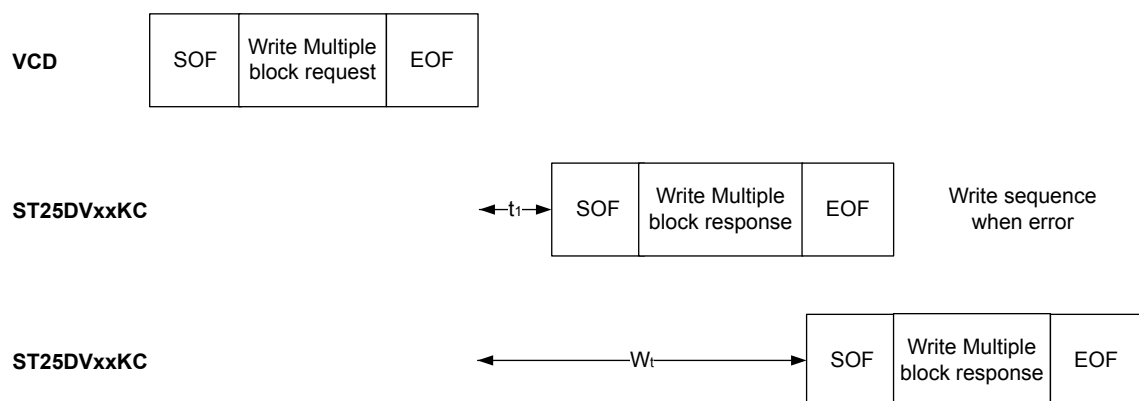 VCD
SOF
Write Multiple
block request
EOF
ST25DVxxKC
t1
SOF
Write Multiple
block response
EOF
Write sequence
when error
ST25DVxxKC
Wt
SOF
Write Multiple
block response
EOF